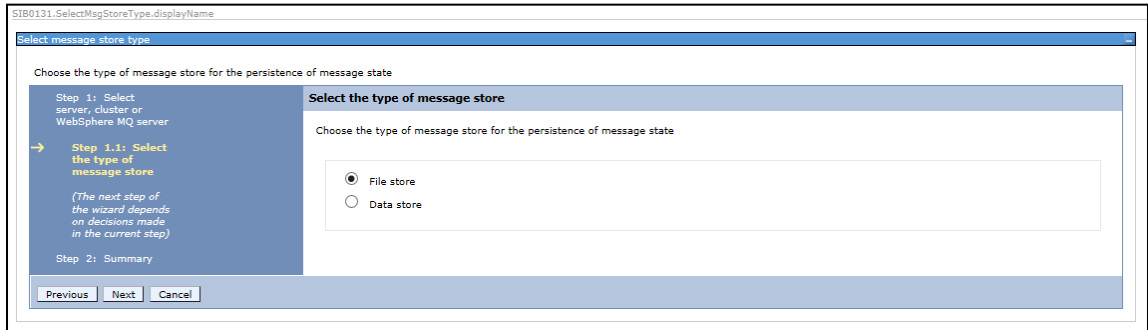 SIB0131.SelectMsgStoreType.displayName
Select message store type
Choose the type of message store for the persistence of message state
Step 1: Select
server, cluster or
WebSphere MQ server
Step 1.1: Select
the type of
message store
(The next step of
the wizard depends
on decisions made
in the current step)
Step 2: Summary
Select the type of message store
Choose the type of message store for the persistence of message state
File store
Data store
Previous Next Cancel